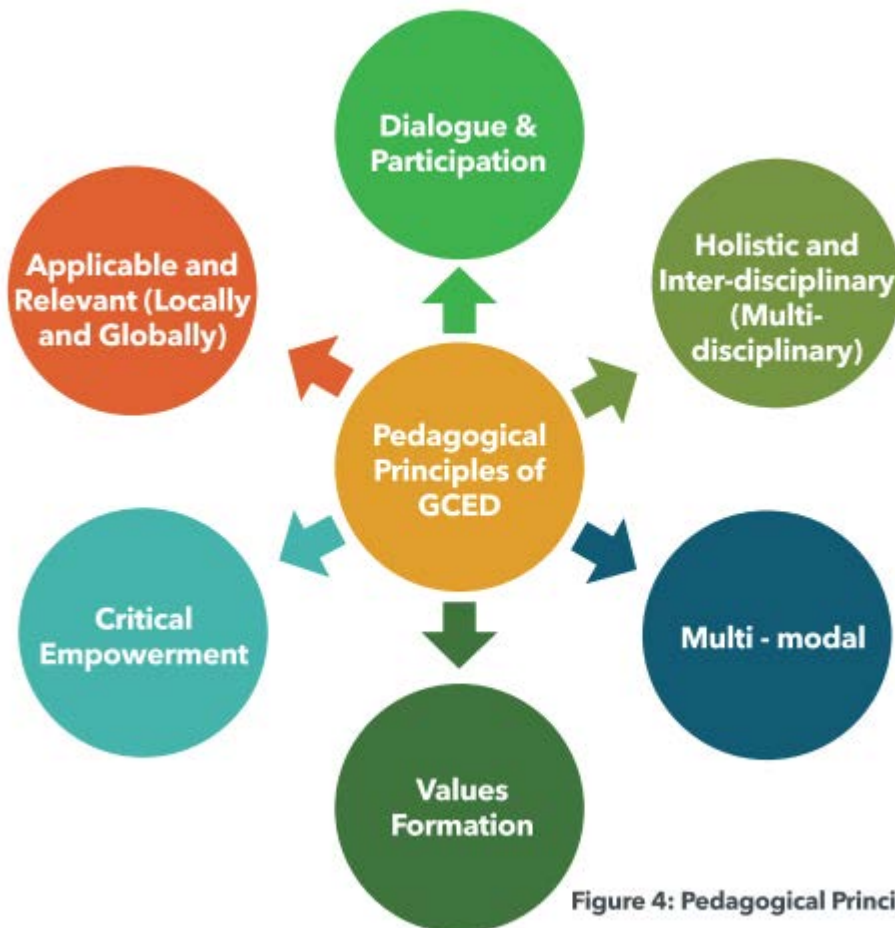 Dialogue &
Participation
Applicable and
Relevant (Locally
and Globally)
Holistic and
Inter-disciplinary
(Multi-
disciplinary)
Pedagogical
Principles of
GCED
Critical
Empowerment
Multi - modal
Values
Formation
Figure 4: Pedagogical Princi